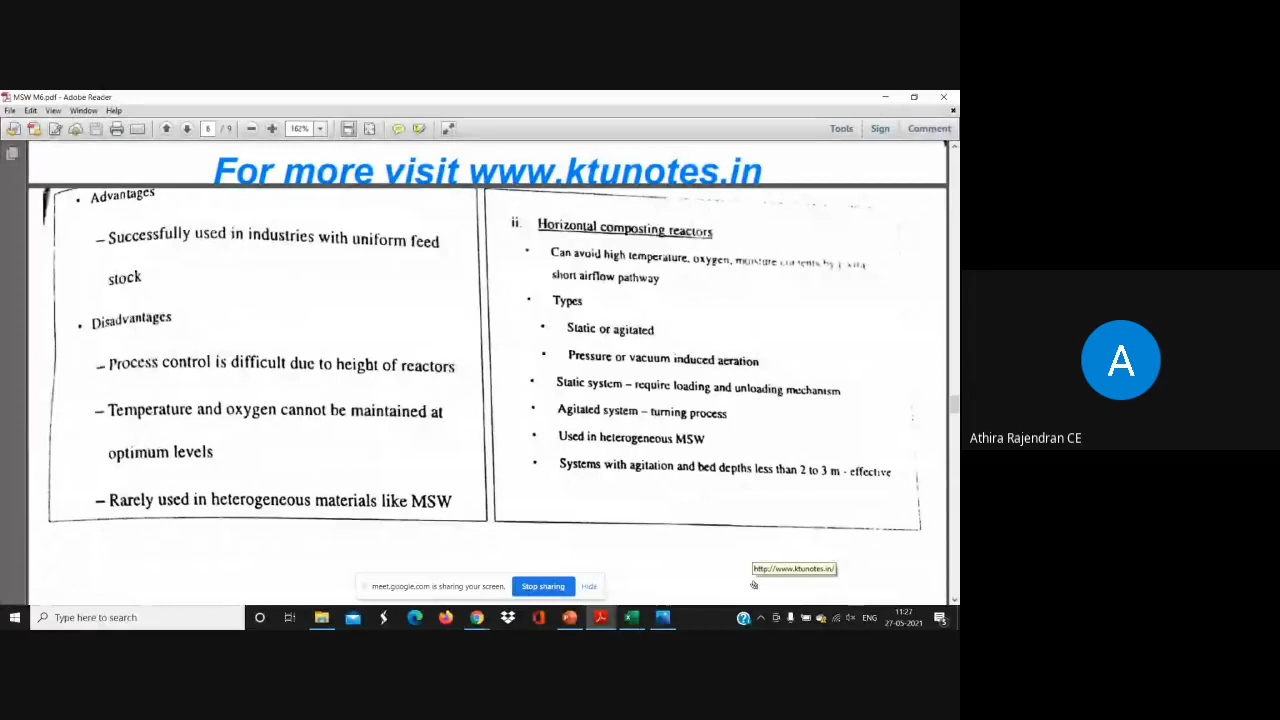 MSW M6.pdf - Adobe Reader
File Edit View Window Help
6 / 9
162%
Tools Sign Comment
For more visit www.ktunotes.in
• Advantages
– Successfully used in industries with uniform feed
stock
• Disadvantages
– Process control is difficult due to height of reactors
– Temperature and oxygen cannot be maintained at
optimum levels
– Rarely used in heterogeneous materials like MSW
ii. Horizontal composting reactors
• Can avoid high temperature, oxygen, moisture
short airflow pathway
• Types
• Static or agitated
• Pressure or vacuum induced aeration
• Static system – require loading and unloading mechanism
• Agitated system – turning process
• Used in heterogeneous MSW
• Systems with agitation and bed depths less than 2 to 3 m - effective
http://www.ktunotes.in/
meet.google.com is sharing your screen. Stop sharing Hide
Type here to search
ENG
11:27
27-05-2021
A
Athira Rajendran CE